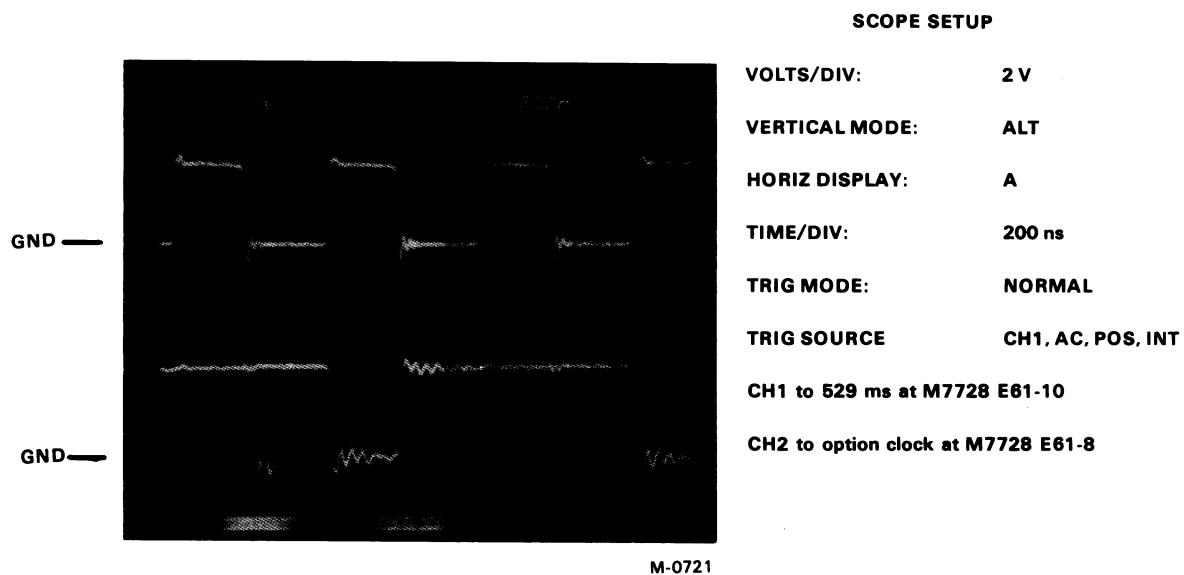 SCOPE SETUP
VOLTS/DIV: 2 V
VERTICAL MODE: ALT
HORIZ DISPLAY: A
GND
TIME/DIV: 200 ns
TRIG MODE: NORMAL
TRIG SOURCE CH1, AC, POS, INT
CH1 to 529 ms at M7728 E61-10
CH2 to option clock at M7728 E61-8
GND
M-0721